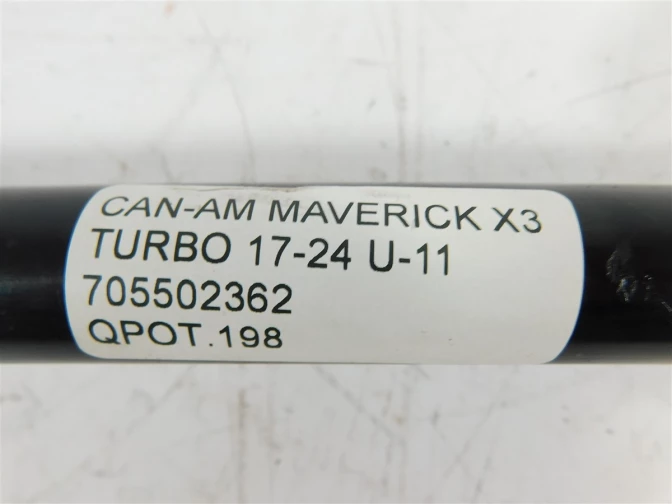 CAN-AM MAVERICK X3
TURBO 17-24 U-11
705502362
QPOT.198